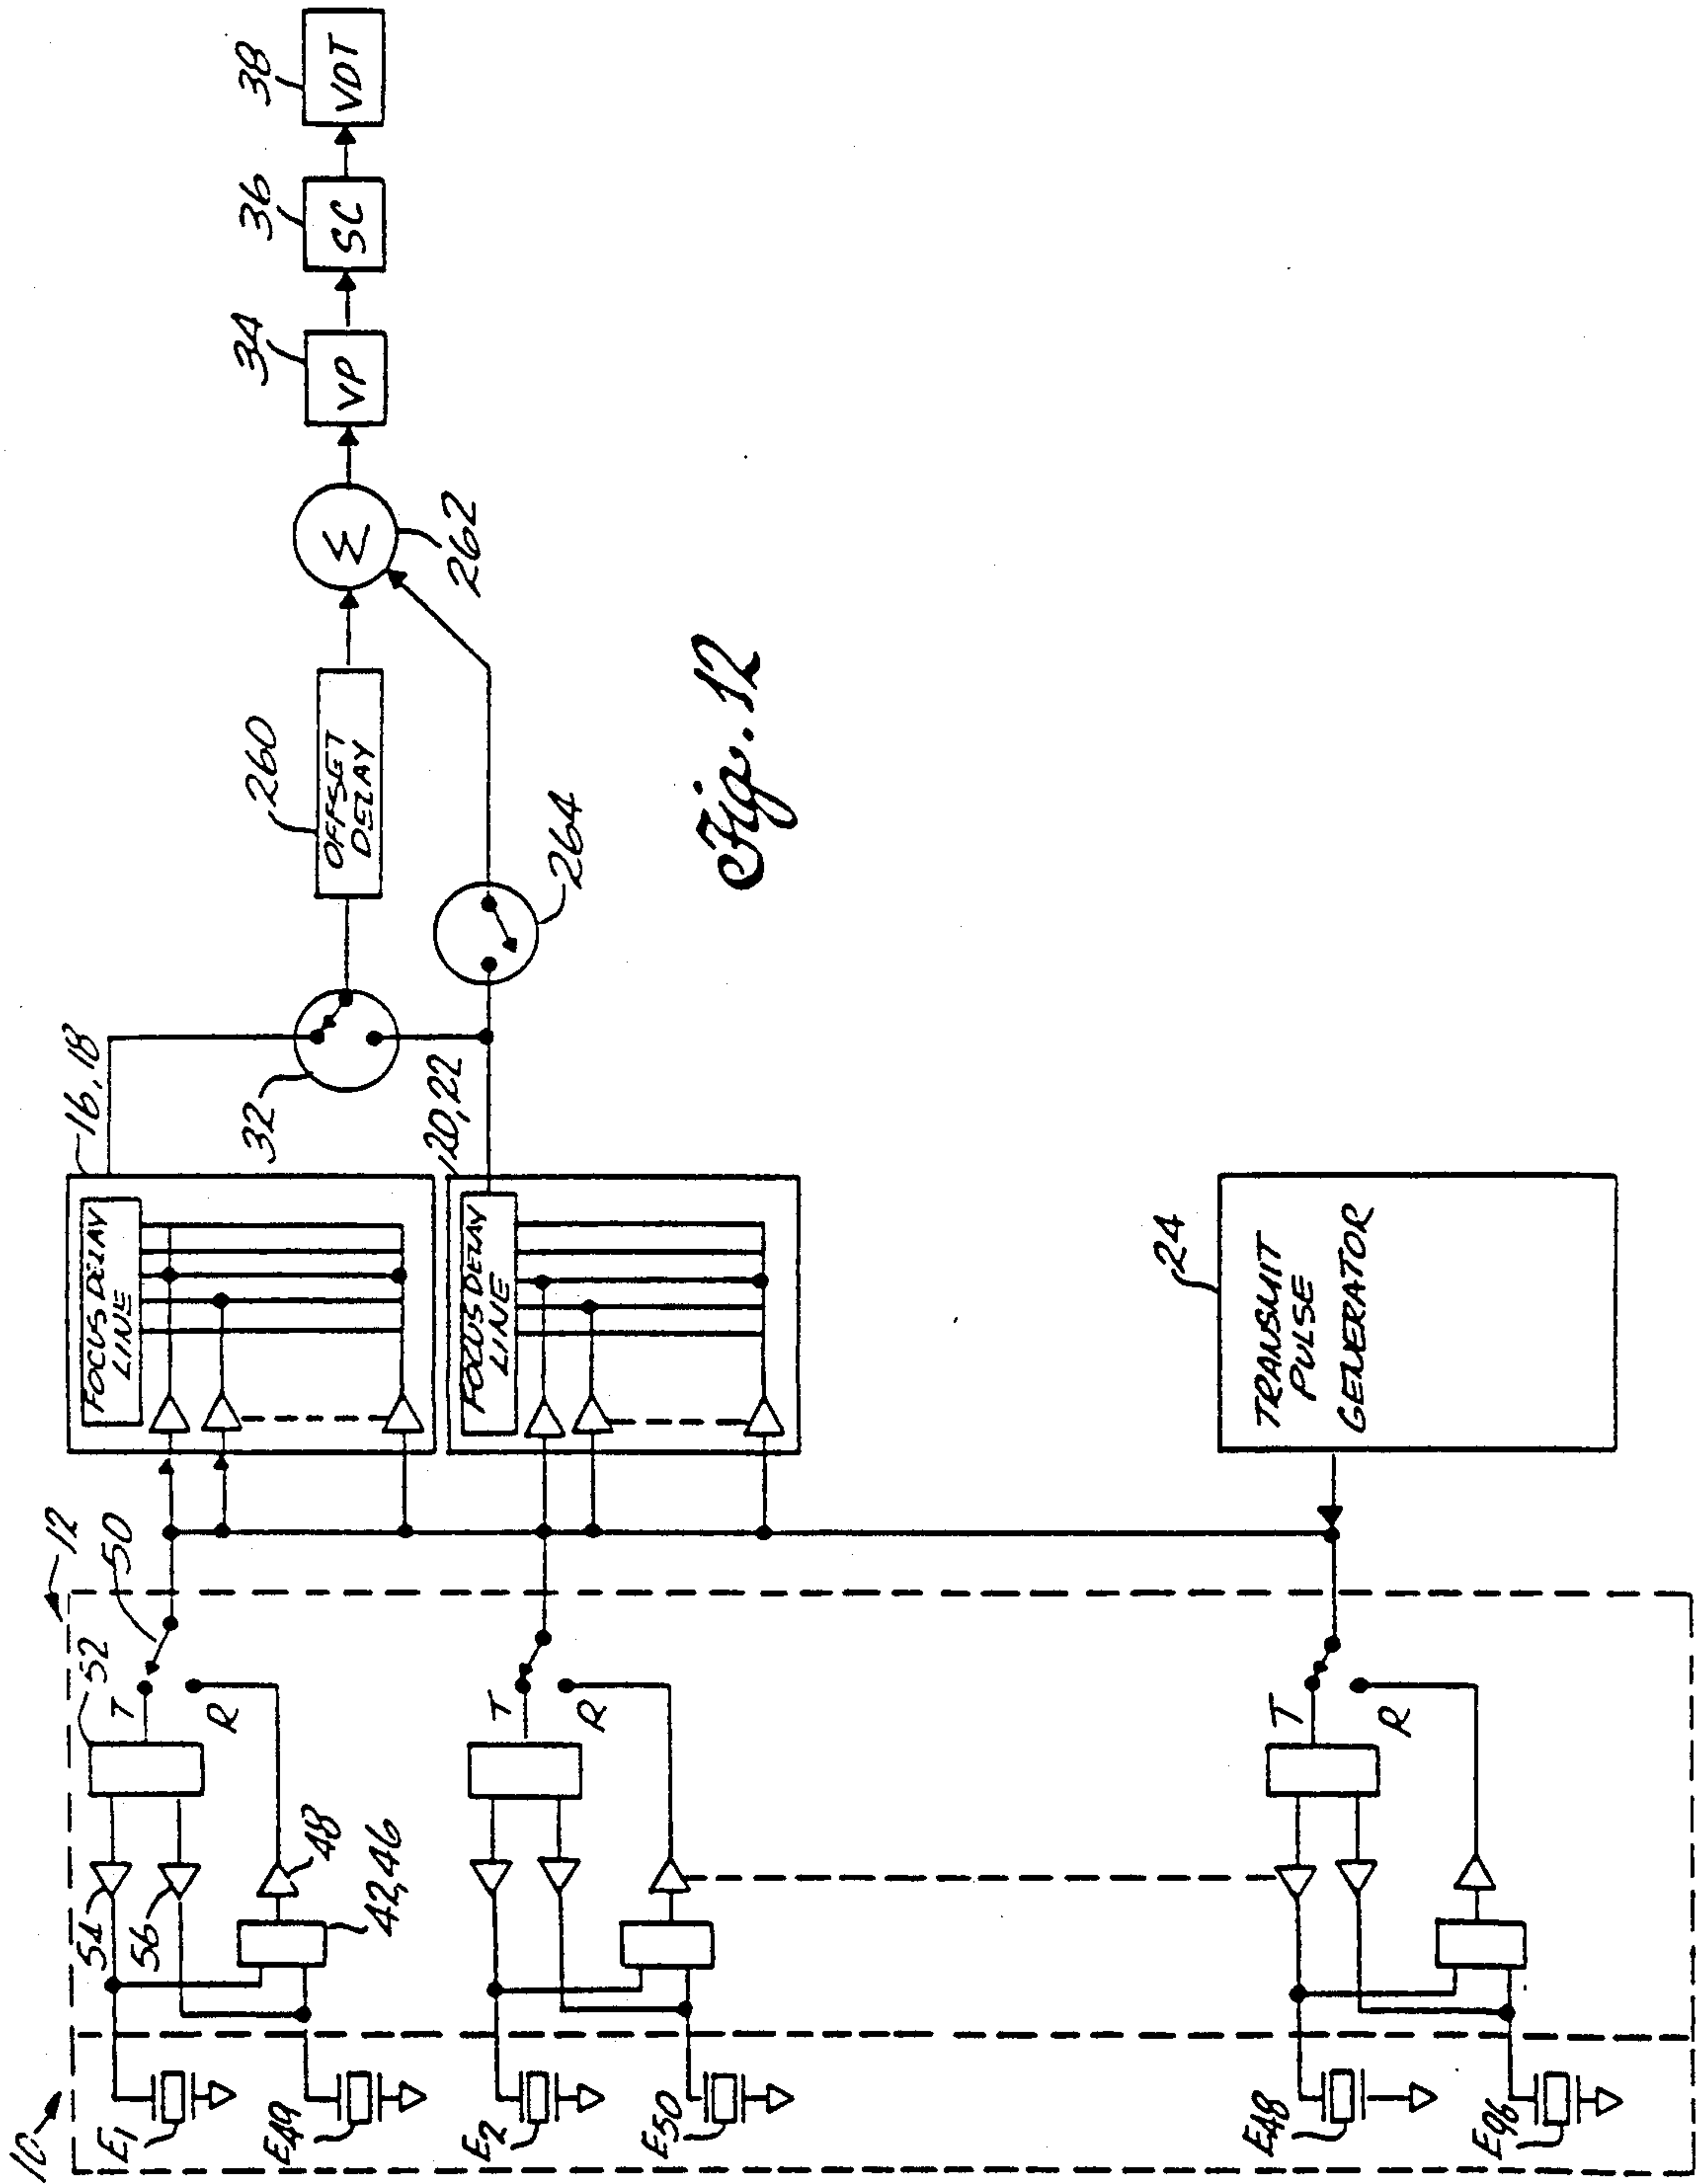 10
12
E1
54
52
T
50
56
R
48
42,46
E49
E2
T
R
E50
E48
T
R
E96
16,18
FOCUS DELAY
LINE
20,22
FOCUS DELAY
LINE
24
TRANSMIT
PULSE
GENERATOR
32
260
OFFSET
DELAY
264
Σ
262
34
VP
36
SC
38
VDT
Fig. 12